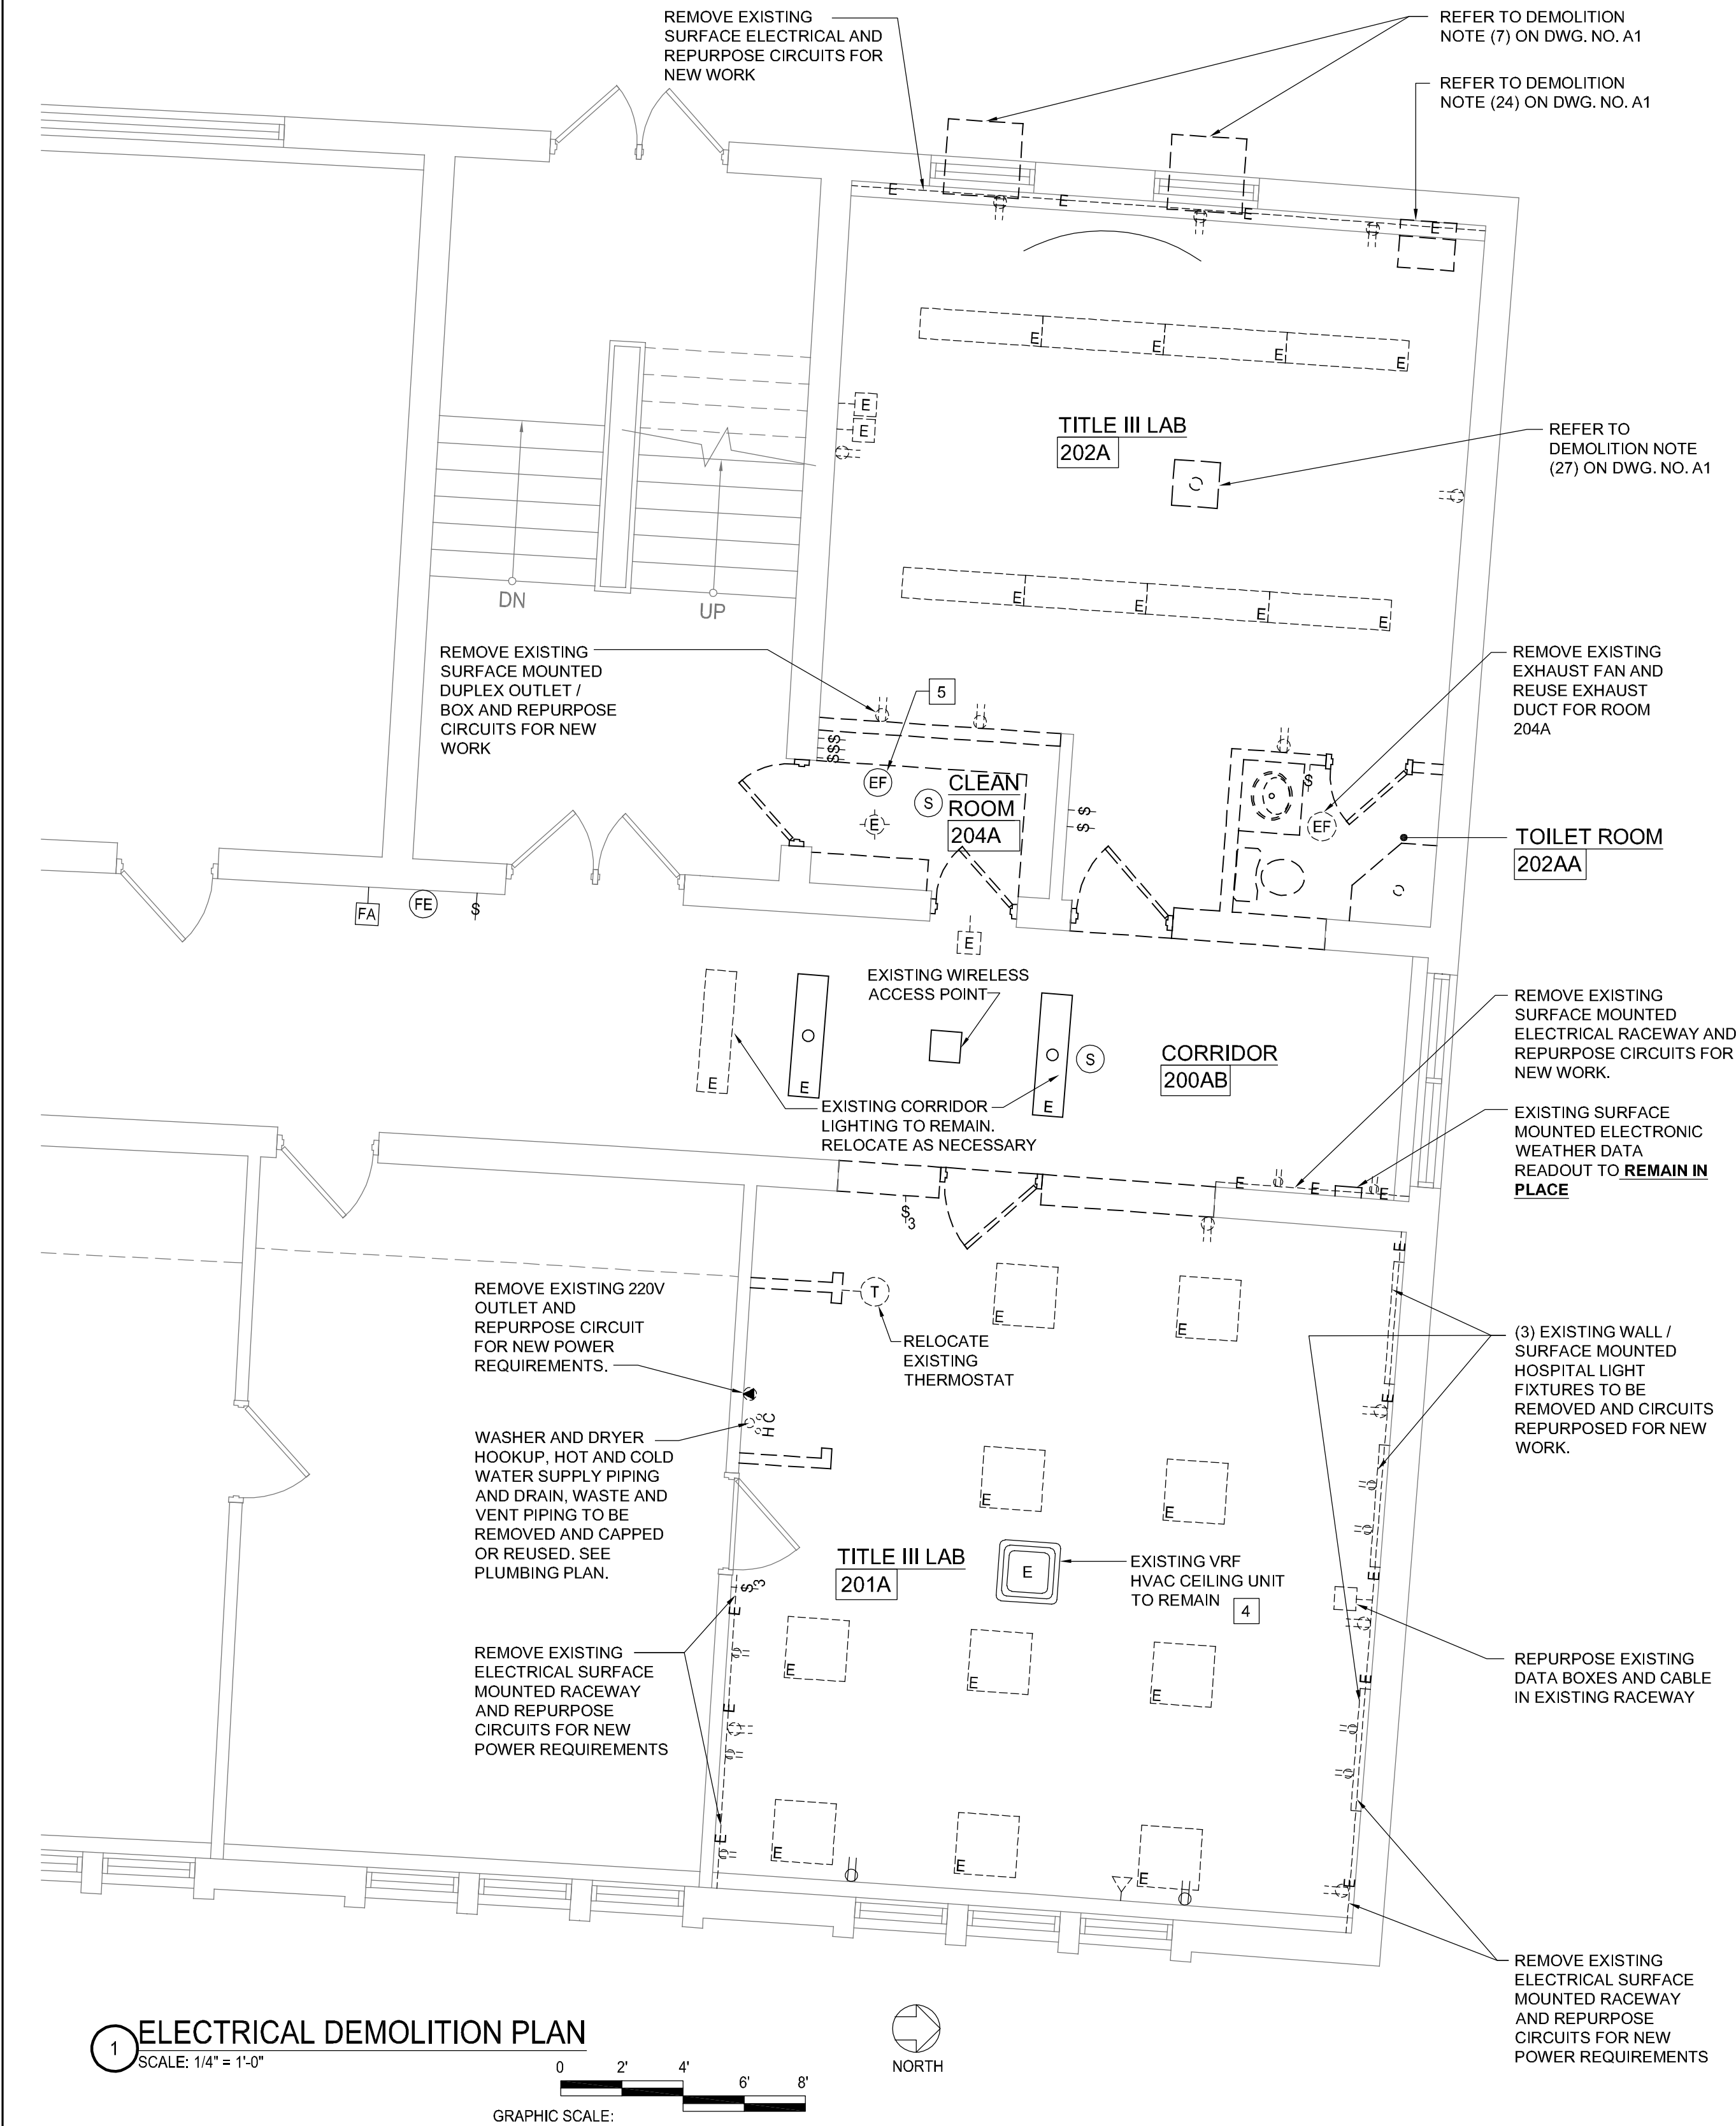 REMOVE EXISTING
SURFACE ELECTRICAL AND
REPURPOSE CIRCUITS FOR
NEW WORK
REFER TO DEMOLITION
NOTE (7) ON DWG. NO. A1
REFER TO DEMOLITION
NOTE (24) ON DWG. NO. A1
E
E
E
E
E
E
E
E
E
E
TITLE III LAB
202A
REFER TO
DEMOLITION NOTE
(27) ON DWG. NO. A1
DN
UP
E
E
E
E
REMOVE EXISTING
SURFACE MOUNTED
DUPLEX OUTLET /
BOX AND REPURPOSE
CIRCUITS FOR NEW
WORK
5
$$$
EF
E
S
CLEAN
ROOM
204A
$
$
REMOVE EXISTING
EXHAUST FAN AND
REUSE EXHAUST
DUCT FOR ROOM
204A
$
EF
TOILET ROOM
202AA
FA
FE
$
E
EXISTING WIRELESS
ACCESS POINT
E
E
E
S
CORRIDOR
200AB
EXISTING CORRIDOR
LIGHTING TO REMAIN.
RELOCATE AS NECESSARY
REMOVE EXISTING
SURFACE MOUNTED
ELECTRICAL RACEWAY AND
REPURPOSE CIRCUITS FOR
NEW WORK.
EXISTING SURFACE
MOUNTED ELECTRONIC
WEATHER DATA
READOUT TO REMAIN IN
PLACE
E
E
E
$3
REMOVE EXISTING 220V
OUTLET AND
REPURPOSE CIRCUIT
FOR NEW POWER
REQUIREMENTS.
T
RELOCATE
EXISTING
THERMOSTAT
E
E
E
(3) EXISTING WALL /
SURFACE MOUNTED
HOSPITAL LIGHT
FIXTURES TO BE
REMOVED AND CIRCUITS
REPURPOSED FOR NEW
WORK.
H C
WASHER AND DRYER
HOOKUP, HOT AND COLD
WATER SUPPLY PIPING
AND DRAIN, WASTE AND
VENT PIPING TO BE
REMOVED AND CAPPED
OR REUSED. SEE
PLUMBING PLAN.
E
E
E
TITLE III LAB
201A
E
EXISTING VRF
HVAC CEILING UNIT
TO REMAIN
4
$3
E
E
REMOVE EXISTING
ELECTRICAL SURFACE
MOUNTED RACEWAY
AND REPURPOSE
CIRCUITS FOR NEW
POWER REQUIREMENTS
E
E
E
E
E
REPURPOSE EXISTING
DATA BOXES AND CABLE
IN EXISTING RACEWAY
E
E
E
E
E
REMOVE EXISTING
ELECTRICAL SURFACE
MOUNTED RACEWAY
AND REPURPOSE
CIRCUITS FOR NEW
POWER REQUIREMENTS
1
ELECTRICAL DEMOLITION PLAN
SCALE: 1/4" = 1'-0"
NORTH
0 2' 4' 6' 8'
GRAPHIC SCALE: